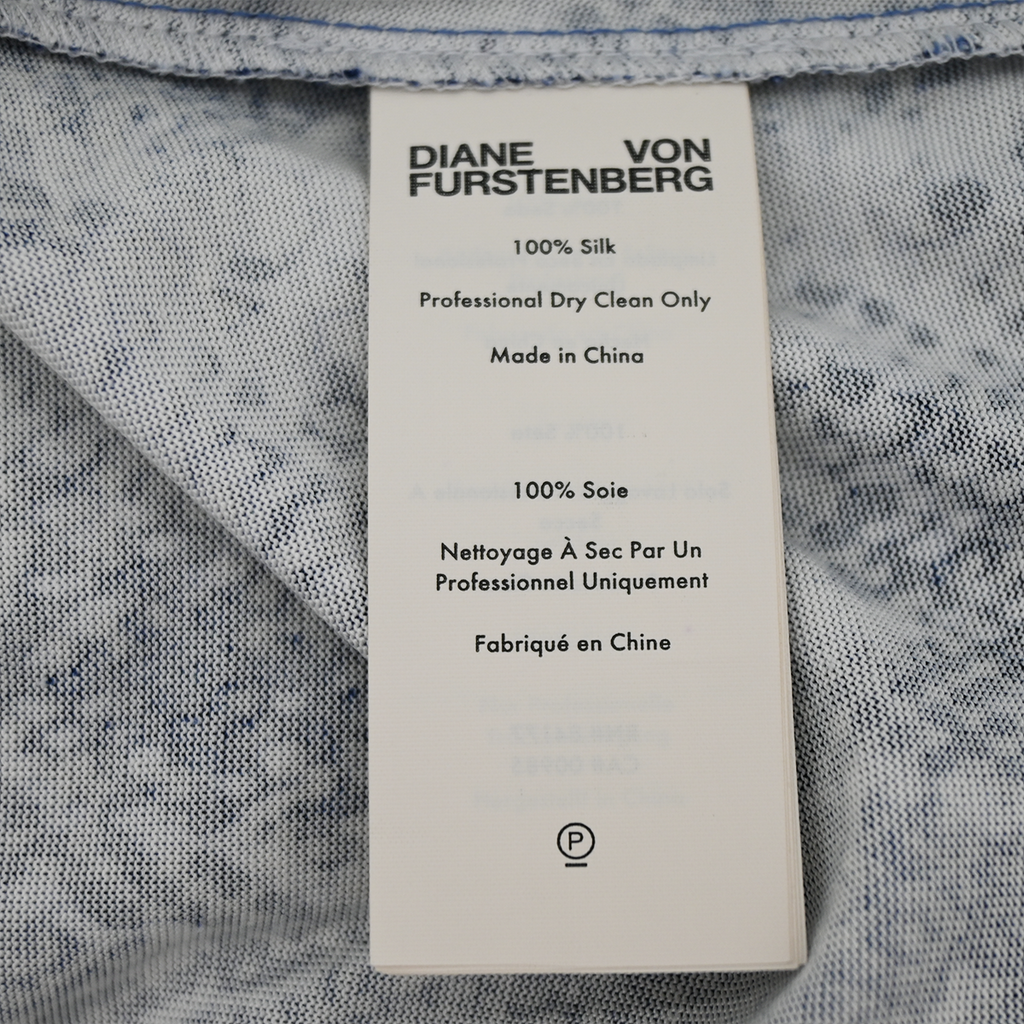 DIANE VON
FURSTENBERG
100% Silk
Professional Dry Clean Only
Made in China
100% Soie
Nettoyage À Sec Par Un
Professionnel Uniquement
Fabriqué en Chine
P